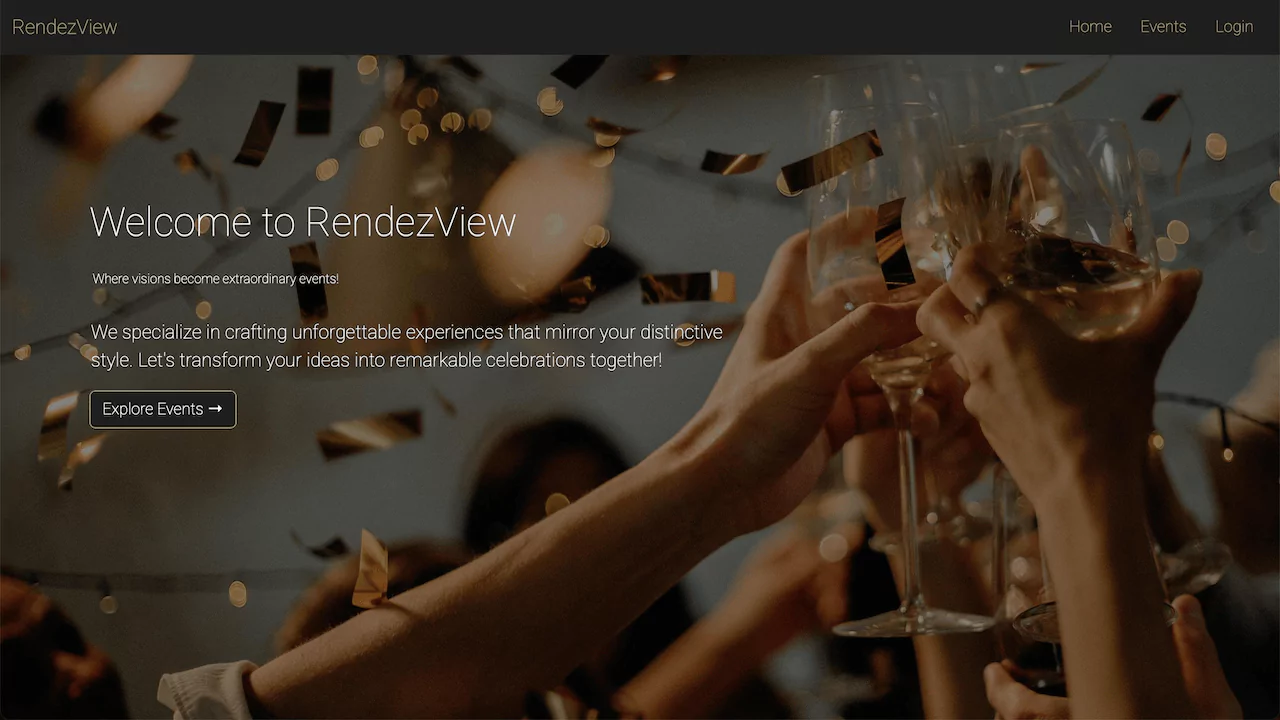 RendezView
Home Events Login
Welcome to RendezView
Where visions become extraordinary events!
We specialize in crafting unforgettable experiences that mirror your distinctive
style. Let's transform your ideas into remarkable celebrations together!
Explore Events →